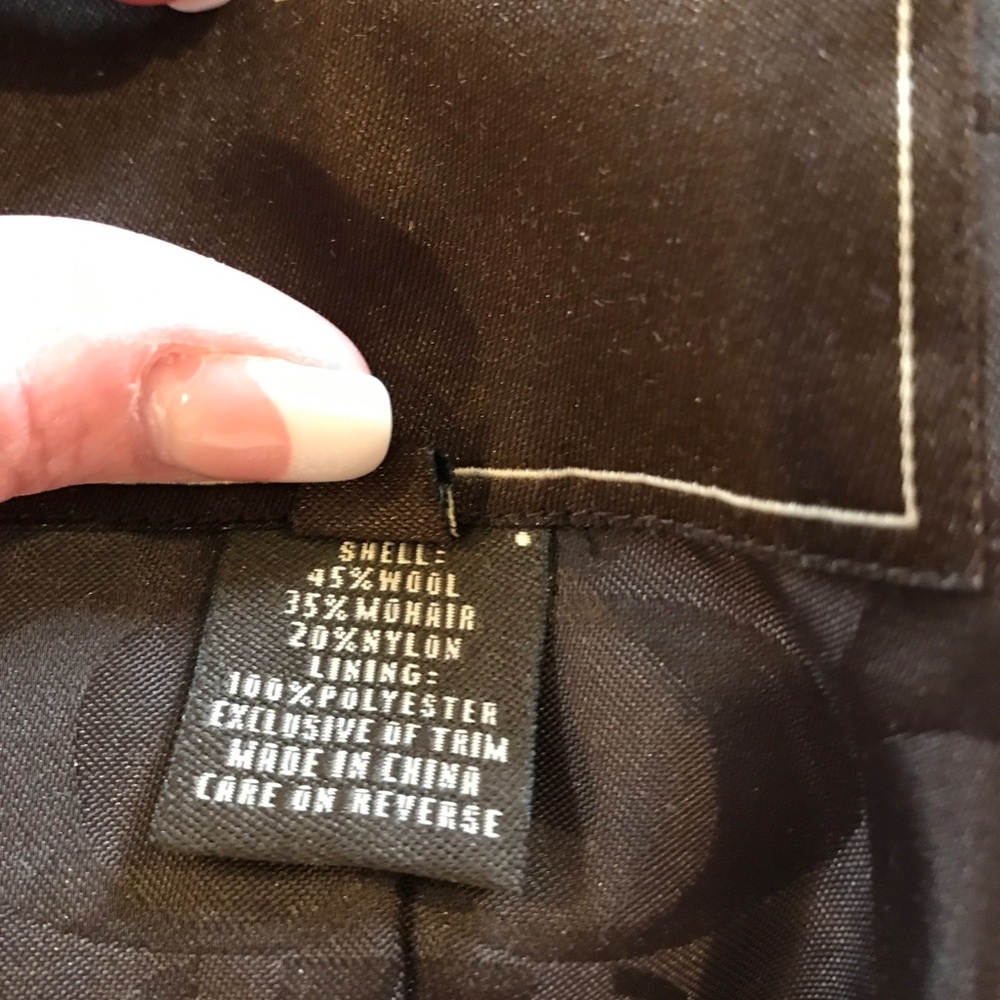 SHELL:
45%WOOL
35%MOHAIR
20%NYLON
LINING:
100%POLYESTER
EXCLUSIVE OF TRIM
MADE IN CHINA
CARE ON REVERSE